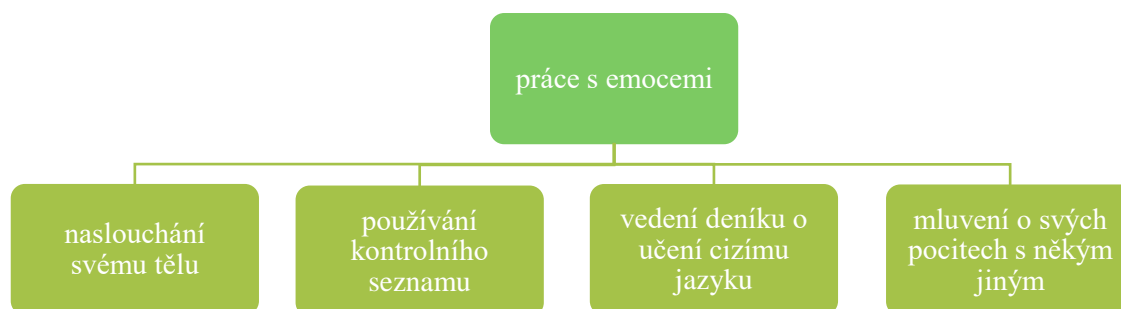 práce s emocemi
naslouchání
svému tělu
používání
kontrolního
seznamu
vedení deníku o
učení cizímu
jazyku
mluvení o svých
pocitech s někým
jiným